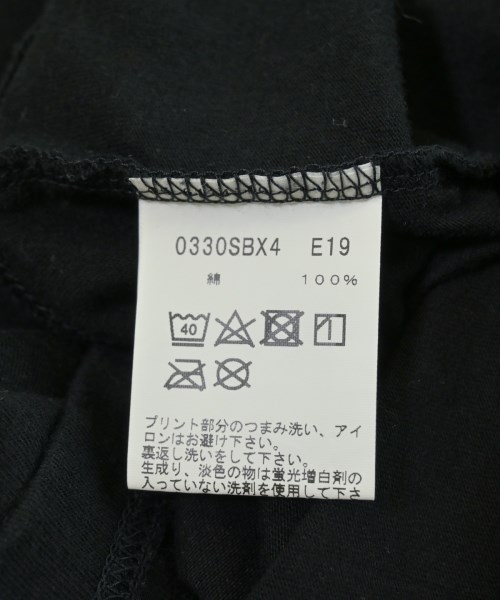 0330SBX4 E19
綿 100%
40
プリント部分のつまみ洗い、アイ
ロンはお避け下さい。
裏返し洗いをして下さい。
生成り、淡色の物は蛍光増白剤の
入っていない洗剤を使用して下さ